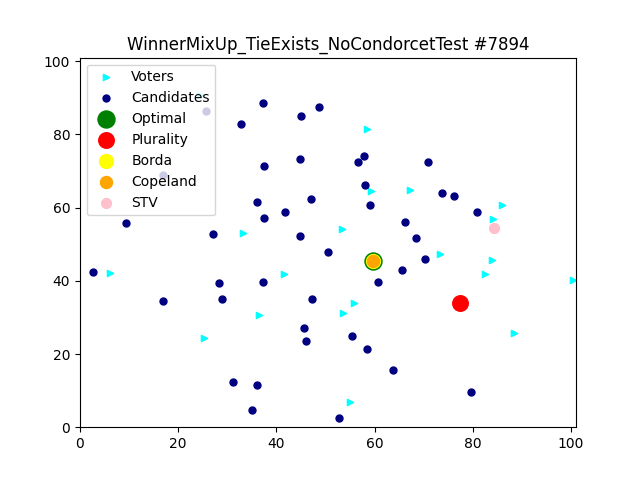 WinnerMixUp_TieExists_NoCondorcetTest #7894
100
80
60
40
20
0
Voters
Candidates
Optimal
Plurality
Borda
Copeland
STV
0 20 40 60 80 100